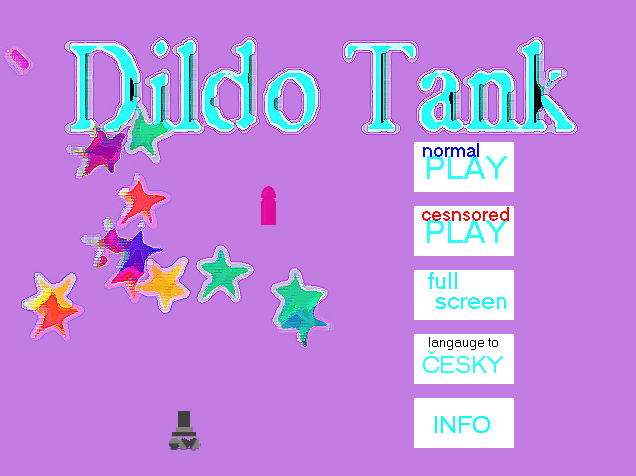 Dildo Tank
normal
PLAY
cesnsored
PLAY
full
screen
langauge to
ČESKY
INFO